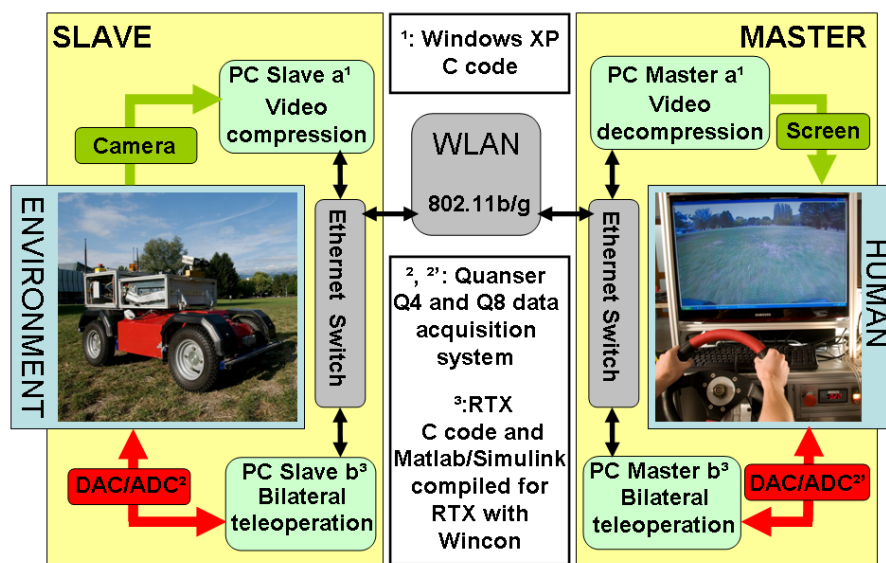 SLAVE
PC Slave a¹
Video
compression
Camera
ENVIRONMENT
Ethernet Switch
DAC/ADC²
PC Slave b³
Bilateral
teleoperation
¹: Windows XP
C code
WLAN
802.11b/g
², ²': Quanser
Q4 and Q8 data
acquisition
system
³:RTX
C code and
Matlab/Simulink
compiled for
RTX with
Wincon
MASTER
PC Master a¹
Video
decompression
Screen
Ethernet Switch
HUMAN
PC Master b³
Bilateral
teleoperation
DAC/ADC²'